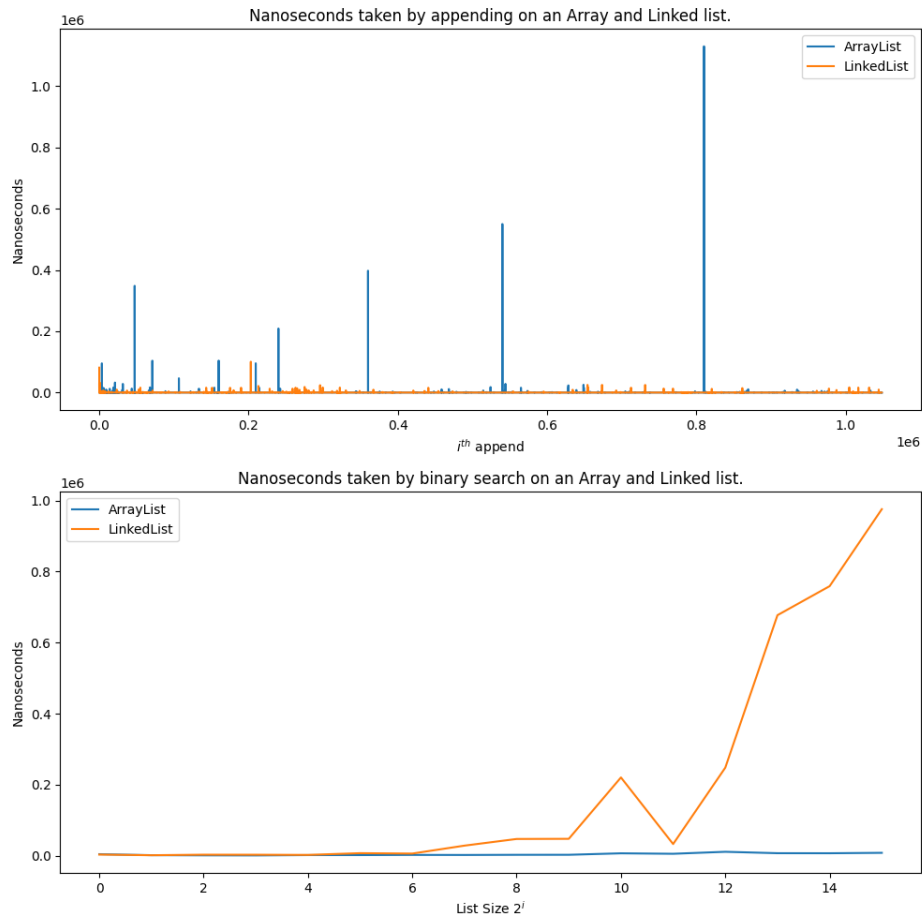 Nanoseconds taken by appending on an Array and Linked list.
1e6
ArrayList
LinkedList
1.0
0.8
0.6
0.4
0.2
0.0
Nanoseconds
0.0 0.2 0.4 0.6 0.8 1.0
1e6
i^th append
Nanoseconds taken by binary search on an Array and Linked list.
1e6
ArrayList
LinkedList
1.0
0.8
0.6
0.4
0.2
0.0
Nanoseconds
0 2 4 6 8 10 12 14
List Size 2^i